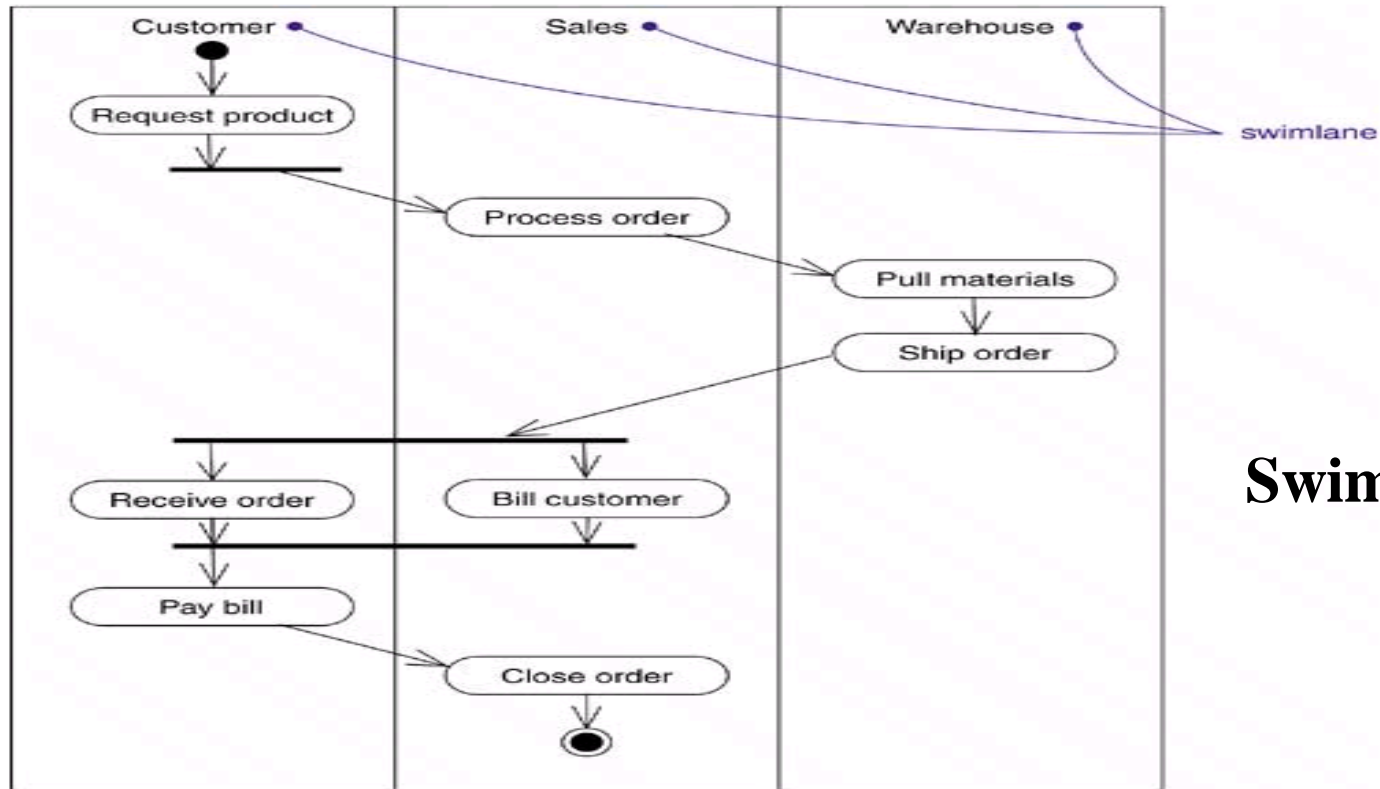 Customer
Sales
Warehouse
Request product
swimlane
Process order
Pull materials
Ship order
Receive order
Bill customer
Swim
Pay bill
Close order